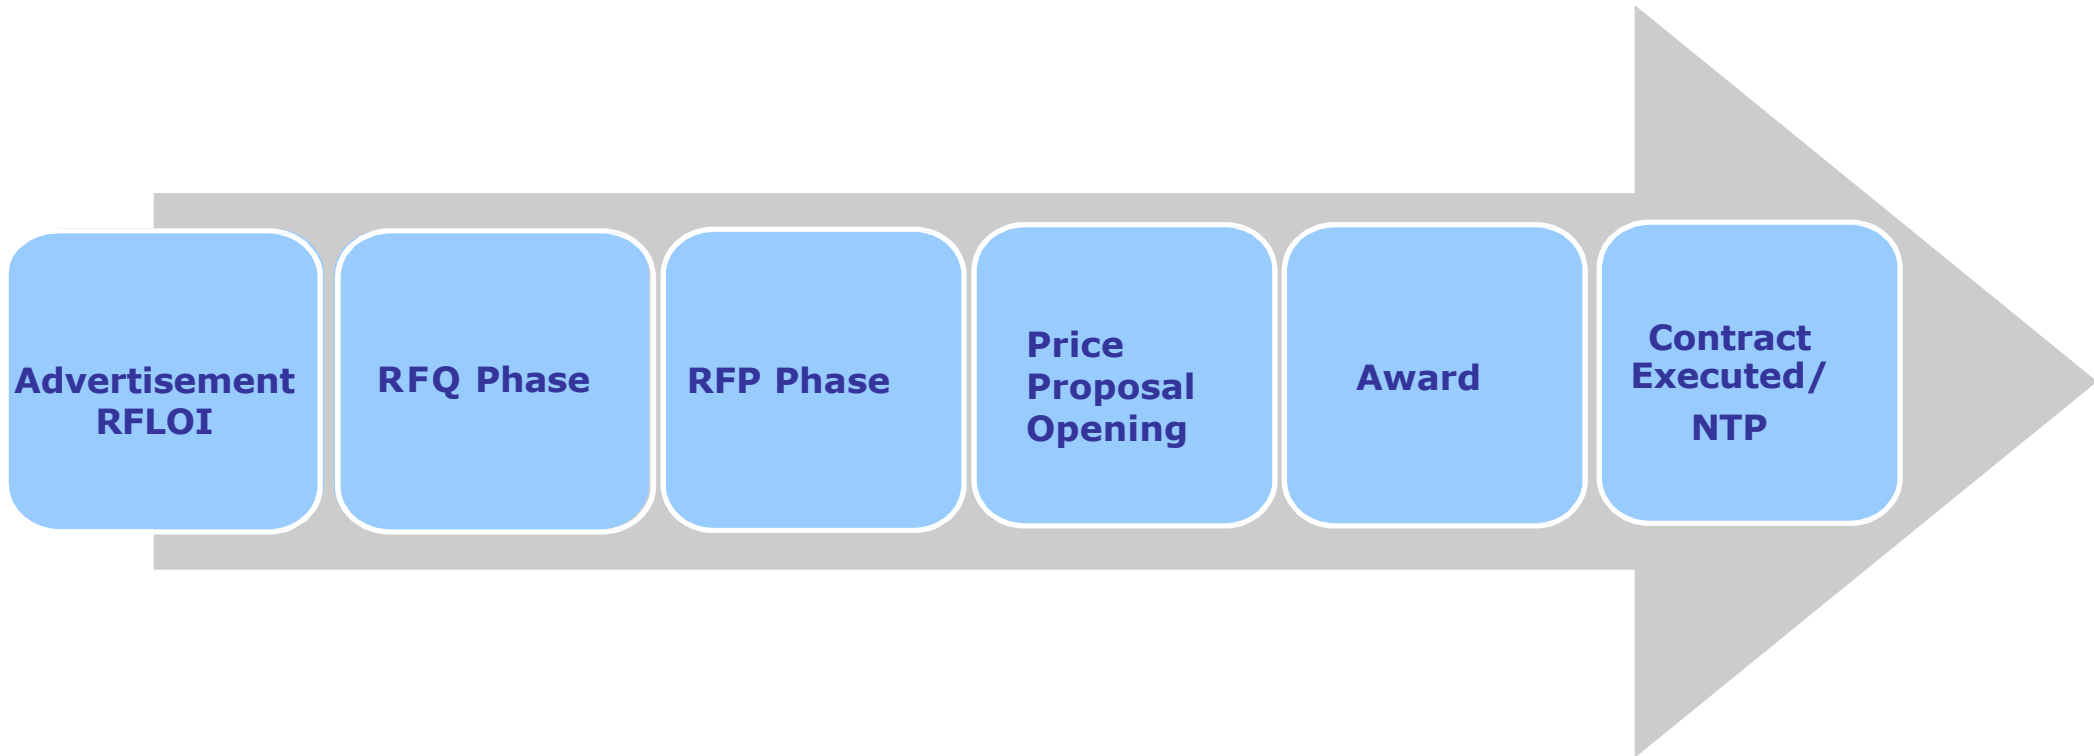 Advertisement
RFLOI
RFQ Phase
RFP Phase
Price
Proposal
Opening
Award
Contract
Executed/
NTP